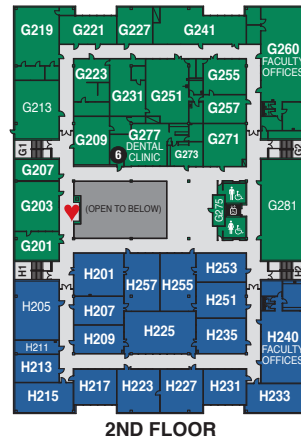 G219
G221
G227
G241
G260
FACULTY
OFFICES
G223
G231
G251
G255
G213
G257
G209
G277
DENTAL
CLINIC
G271
6
G273
G1
G207
G203
(OPEN TO BELOW)
G275
G281
G201
H1
H2
H201
H257
H255
H253
H205
H251
H207
H225
H211
H209
H235
H240
FACULTY
OFFICES
H213
H215
H217
H223
H227
H231
H233
2ND FLOOR